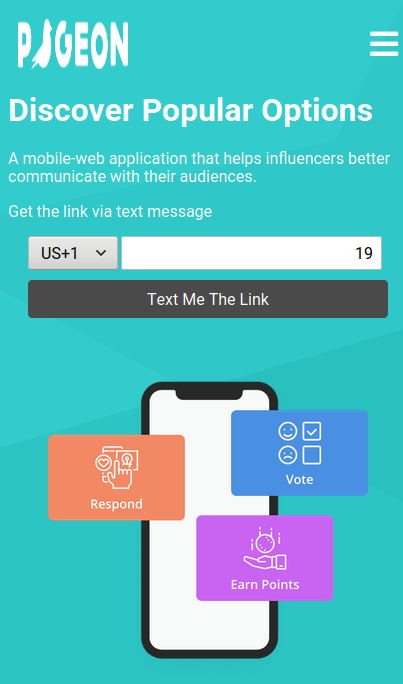 PIGEON
Discover Popular Options
A mobile-web application that helps influencers better
communicate with their audiences.
Get the link via text message
US+1
19
Text Me The Link
Respond
Vote
Earn Points